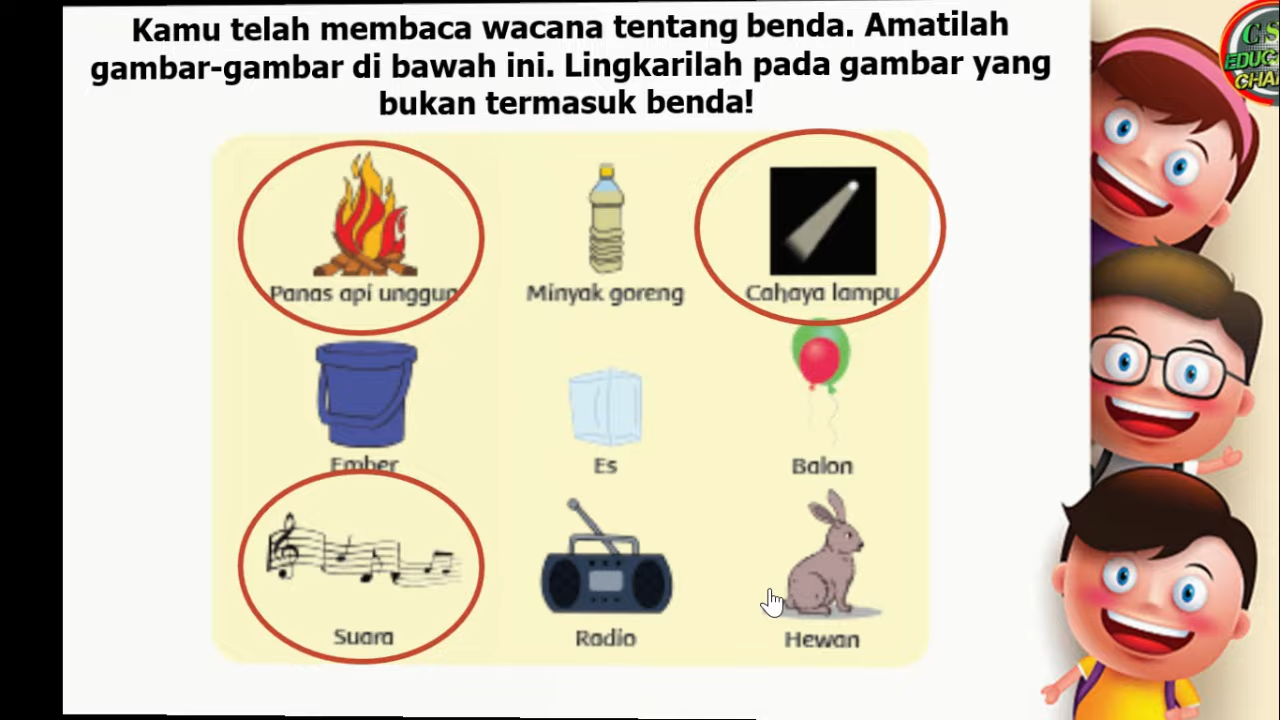 Kamu telah membaca wacana tentang benda. Amatilah
gambar-gambar di bawah ini. Lingkarilah pada gambar yang
bukan termasuk benda!
Panas api unggun
Minyak goreng
Cahaya lampu
Ember
Es
Balon
Suara
Radio
Hewan